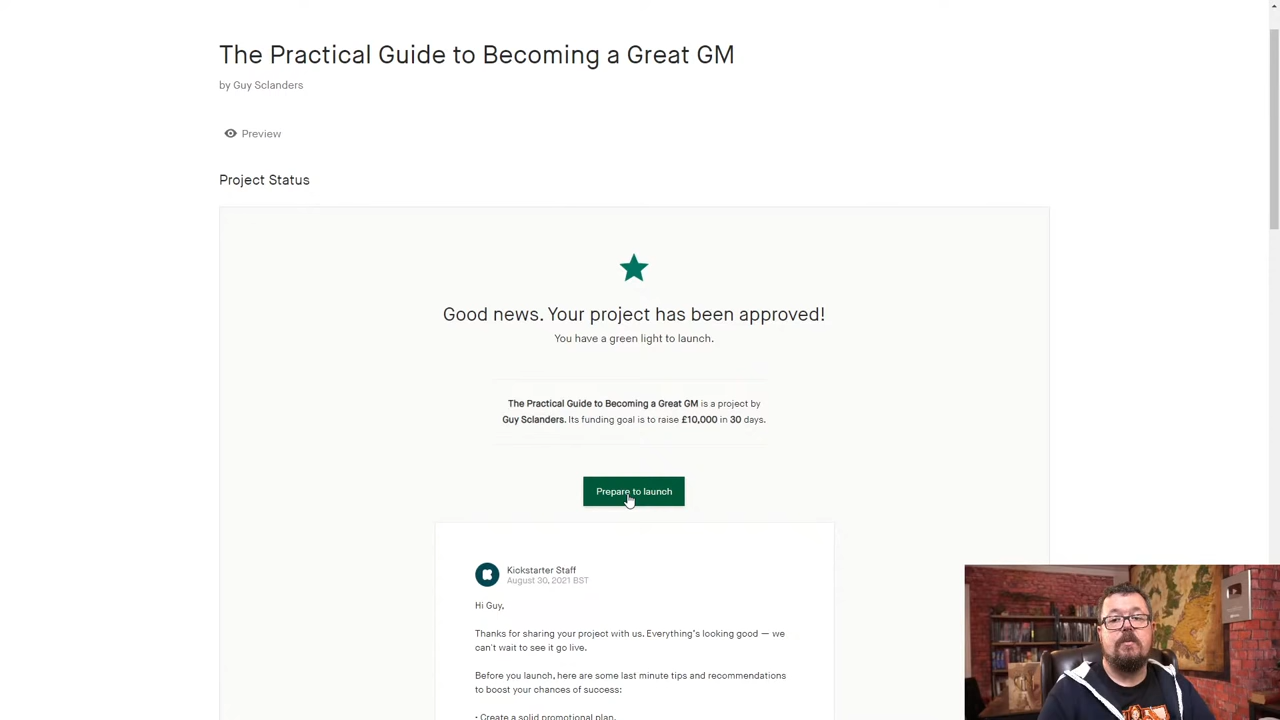 The Practical Guide to Becoming a Great GM
by Guy Sclanders
Preview
Project Status
Good news. Your project has been approved!
You have a green light to launch.
The Practical Guide to Becoming a Great GM is a project by
Guy Sclanders. Its funding goal is to raise £10,000 in 30 days.
Prepare to launch
Kickstarter Staff
August 30, 2021 BST
Hi Guy,
Thanks for sharing your project with us. Everything's looking good — we
can't wait to see it go live.
Before you launch, here are some last minute tips and recommendations
to boost your chances of success:
· Create a solid promotional plan.